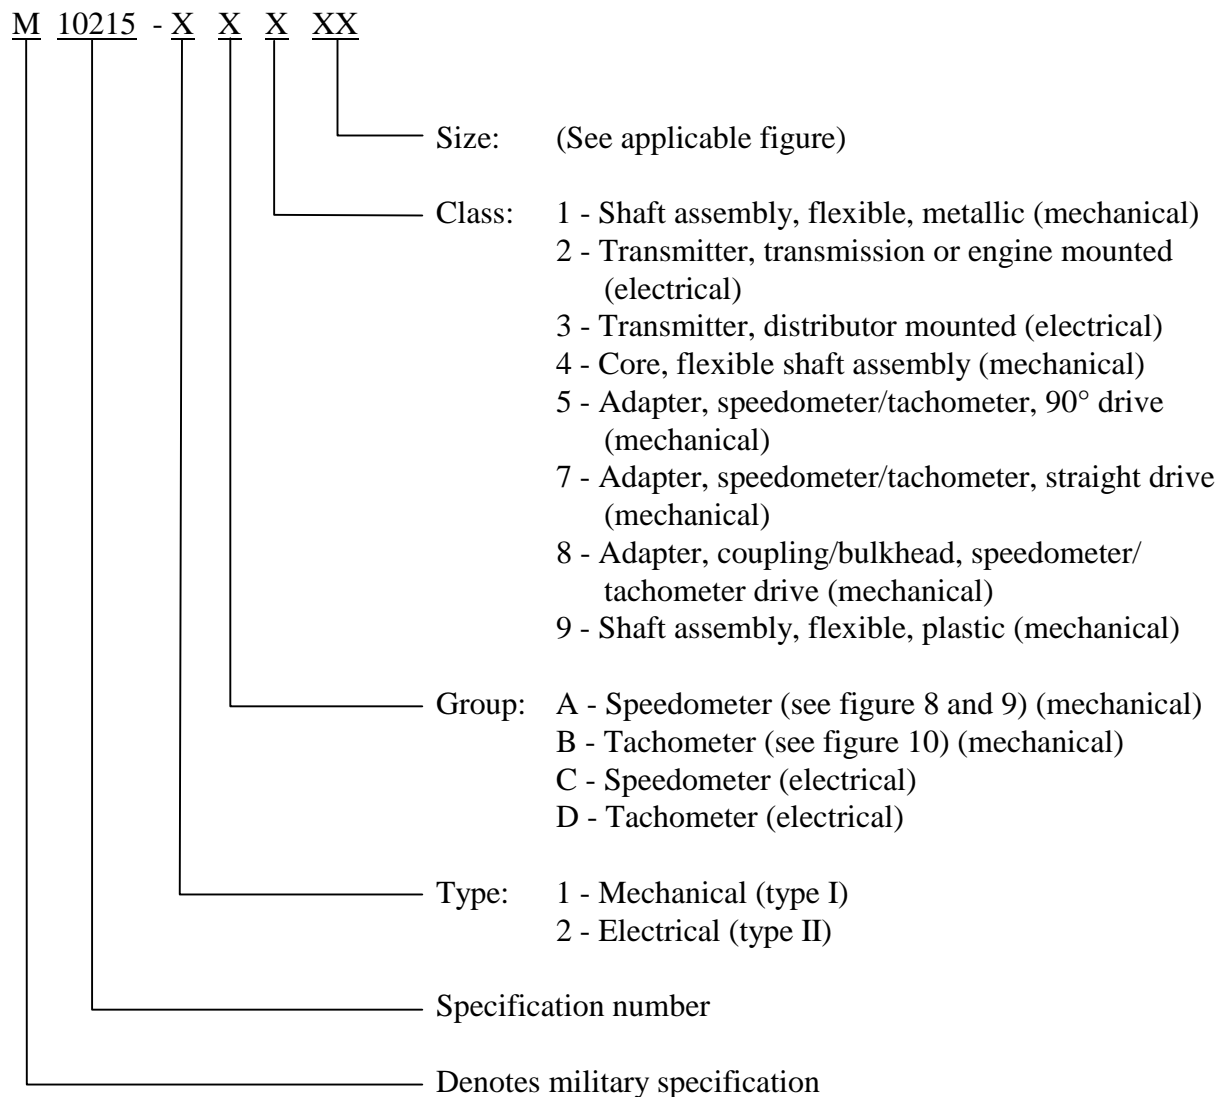 M 10215 - X X X XX
Size: (See applicable figure)
Class: 1 - Shaft assembly, flexible, metallic (mechanical)
2 - Transmitter, transmission or engine mounted
(electrical)
3 - Transmitter, distributor mounted (electrical)
4 - Core, flexible shaft assembly (mechanical)
5 - Adapter, speedometer/tachometer, 90° drive
(mechanical)
7 - Adapter, speedometer/tachometer, straight drive
(mechanical)
8 - Adapter, coupling/bulkhead, speedometer/
tachometer drive (mechanical)
9 - Shaft assembly, flexible, plastic (mechanical)
Group: A - Speedometer (see figure 8 and 9) (mechanical)
B - Tachometer (see figure 10) (mechanical)
C - Speedometer (electrical)
D - Tachometer (electrical)
Type: 1 - Mechanical (type I)
2 - Electrical (type II)
Specification number
Denotes military specification